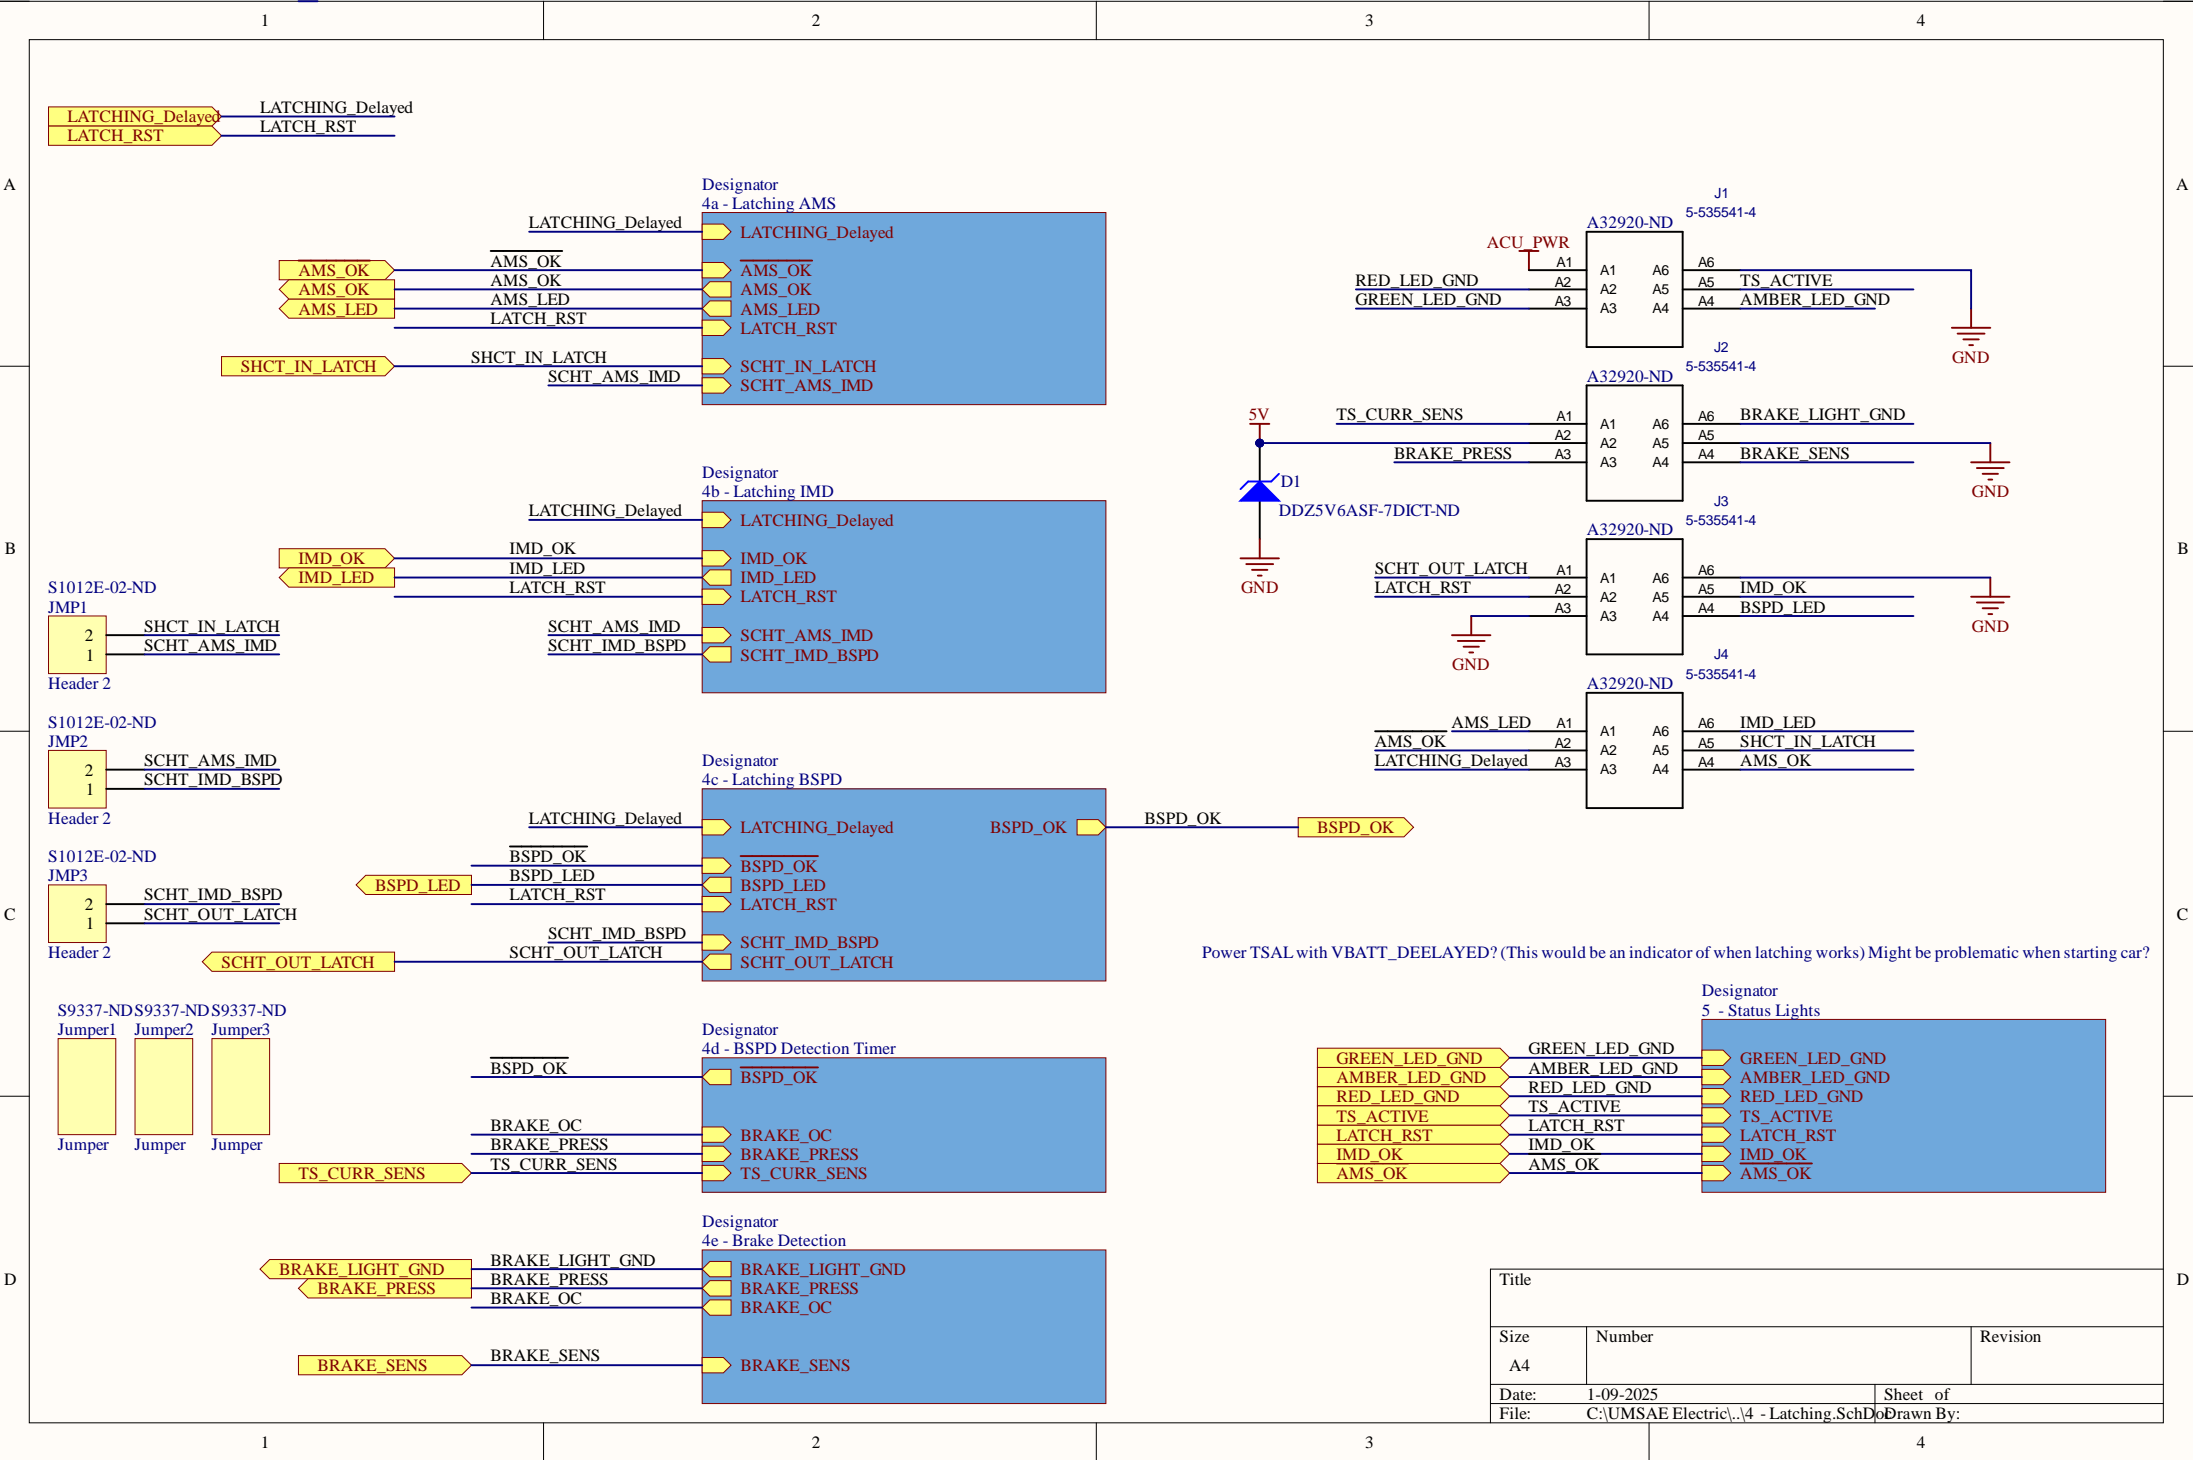 1 2 3 4
A
B
C
D
LATCHING_Delayed LATCHING_Delayed
LATCH_RST LATCH_RST
Designator
4a - Latching AMS
LATCHING_Delayed LATCHING_Delayed
AMS_OK AMS_OK AMS_OK
AMS_OK AMS_OK AMS_OK
AMS_LED AMS_LED AMS_LED
LATCH_RST LATCH_RST
SHCT_IN_LATCH SHCT_IN_LATCH SCHT_IN_LATCH
SCHT_AMS_IMD SCHT_AMS_IMD
Designator
4b - Latching IMD
LATCHING_Delayed LATCHING_Delayed
IMD_OK IMD_OK IMD_OK
IMD_LED IMD_LED IMD_LED
LATCH_RST LATCH_RST
SCHT_AMS_IMD SCHT_AMS_IMD
SCHT_IMD_BSPD SCHT_IMD_BSPD
S1012E-02-ND
JMP1
2 SHCT_IN_LATCH
1 SCHT_AMS_IMD
Header 2
S1012E-02-ND
JMP2
2 SCHT_AMS_IMD
1 SCHT_IMD_BSPD
Header 2
S1012E-02-ND
JMP3
2 SCHT_IMD_BSPD
1 SCHT_OUT_LATCH
Header 2
Designator
4c - Latching BSPD
LATCHING_Delayed LATCHING_Delayed BSPD_OK BSPD_OK BSPD_OK
BSPD_OK BSPD_OK
BSPD_LED BSPD_LED BSPD_LED
LATCH_RST LATCH_RST
SCHT_IMD_BSPD SCHT_IMD_BSPD
SCHT_OUT_LATCH SCHT_OUT_LATCH SCHT_OUT_LATCH
S9337-ND S9337-ND S9337-ND
Jumper1 Jumper2 Jumper3
Jumper Jumper Jumper
Designator
4d - BSPD Detection Timer
BSPD_OK BSPD_OK
BRAKE_OC BRAKE_OC
BRAKE_PRESS BRAKE_PRESS
TS_CURR_SENS TS_CURR_SENS TS_CURR_SENS
Designator
4e - Brake Detection
BRAKE_LIGHT_GND BRAKE_LIGHT_GND BRAKE_LIGHT_GND
BRAKE_PRESS BRAKE_PRESS BRAKE_PRESS
BRAKE_OC BRAKE_OC
BRAKE_SENS BRAKE_SENS BRAKE_SENS
J1
5-535541-4
A32920-ND
ACU_PWR
A1 A1 A6 A6
RED_LED_GND A2 A2 A5 A5 TS_ACTIVE
GREEN_LED_GND A3 A3 A4 A4 AMBER_LED_GND
GND
J2
5-535541-4
A32920-ND
5V
TS_CURR_SENS A1 A1 A6 A6 BRAKE_LIGHT_GND
A2 A2 A5 A5
BRAKE_PRESS A3 A3 A4 A4 BRAKE_SENS
GND
D1
DDZ5V6ASF-7DICT-ND
GND
J3
5-535541-4
A32920-ND
SCHT_OUT_LATCH A1 A1 A6 A6
LATCH_RST A2 A2 A5 A5 IMD_OK
A3 A3 A4 A4 BSPD_LED
GND
GND
J4
5-535541-4
A32920-ND
AMS_LED A1 A1 A6 A6 IMD_LED
AMS_OK A2 A2 A5 A5 SHCT_IN_LATCH
LATCHING_Delayed A3 A3 A4 A4 AMS_OK
Power TSAL with VBATT_DEELAYED? (This would be an indicator of when latching works) Might be problematic when starting car?
Designator
5 - Status Lights
GREEN_LED_GND GREEN_LED_GND GREEN_LED_GND
AMBER_LED_GND AMBER_LED_GND AMBER_LED_GND
RED_LED_GND RED_LED_GND RED_LED_GND
TS_ACTIVE TS_ACTIVE TS_ACTIVE
LATCH_RST LATCH_RST LATCH_RST
IMD_OK IMD_OK IMD_OK
AMS_OK AMS_OK AMS_OK
Title
Size Number Revision
A4
Date: 1-09-2025 Sheet of
File: C:\UMSAE Electric\..\4 - Latching.SchDoc Drawn By:
A
B
C
D
1 2 3 4